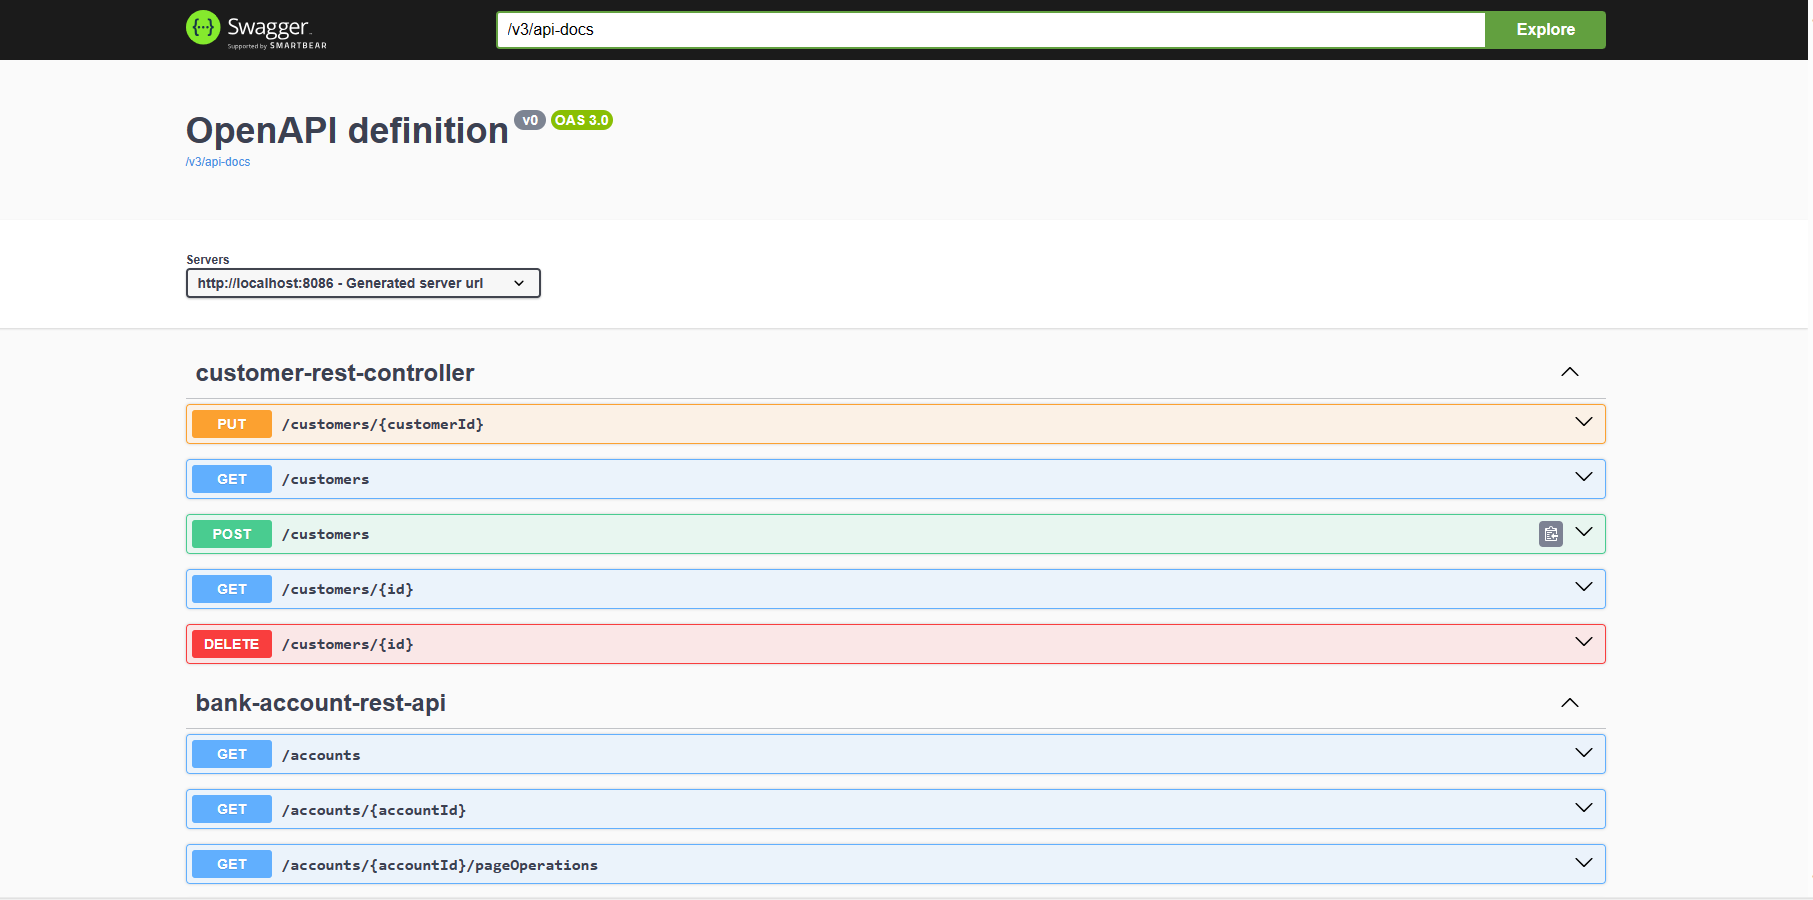 Swagger.
Supported by SMARTBEAR
/v3/api-docs
Explore
OpenAPI definition v0 OAS 3.0
/v3/api-docs
Servers
http://localhost:8086 - Generated server url
customer-rest-controller
PUT /customers/{customerId}
GET /customers
POST /customers
GET /customers/{id}
DELETE /customers/{id}
bank-account-rest-api
GET /accounts
GET /accounts/{accountId}
GET /accounts/{accountId}/pageOperations